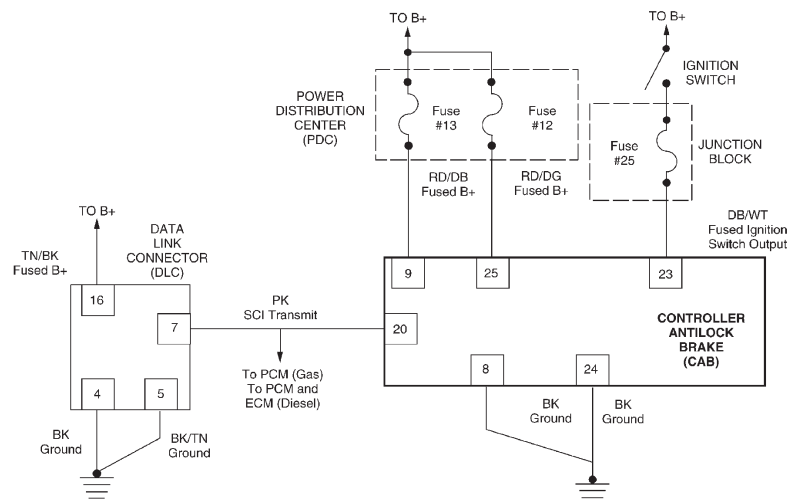 TO B+
TO B+
IGNITION
SWITCH
POWER
DISTRIBUTION
CENTER
(PDC)
Fuse
#13
Fuse
#12
Fuse
#25
JUNCTION
BLOCK
RD/DB
Fused B+
RD/DG
Fused B+
DB/WT
Fused Ignition
Switch Output
TO B+
TN/BK
Fused B+
DATA
LINK
CONNECTOR
(DLC)
16
7
4
5
PK
SCI Transmit
To PCM (Gas)
To PCM and
ECM (Diesel)
9
25
23
20
8
24
CONTROLLER
ANTILOCK
BRAKE
(CAB)
BK
Ground
BK/TN
Ground
BK
Ground
BK
Ground